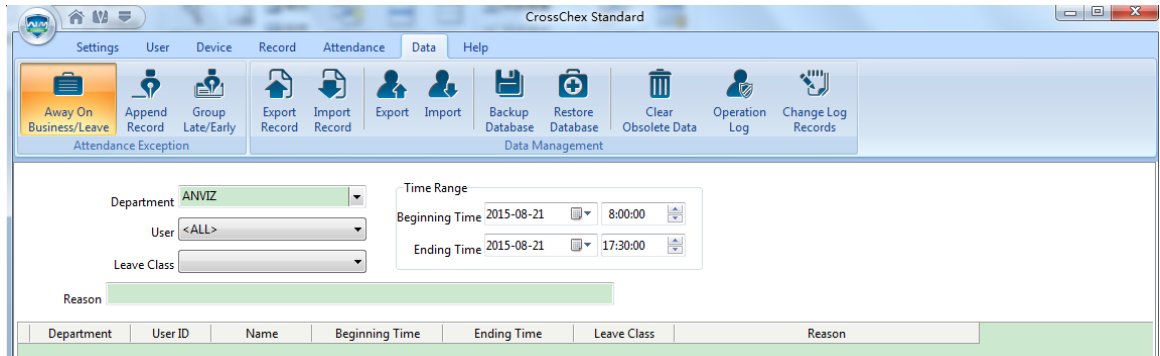 CrossChex Standard
Settings User Device Record Attendance Data Help
Away On Append Group Export Import Export Import Backup Restore Clear Operation Change Log
Business/Leave Record Late/Early Record Record Database Database Obsolete Data Log Records
Attendance Exception Data Management
Department ANVIZ
User <ALL>
Leave Class
Time Range
Beginning Time 2015-08-21 8:00:00
Ending Time 2015-08-21 17:30:00
Reason
Department User ID Name Beginning Time Ending Time Leave Class Reason